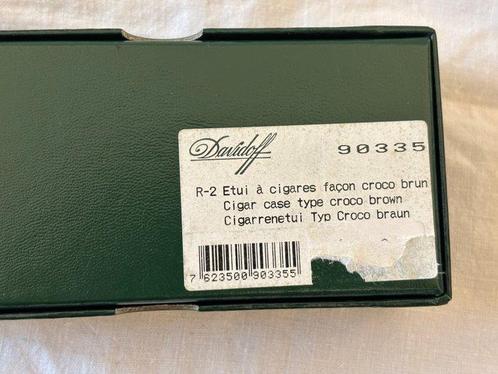 Davidoff 90335
R-2 Etui à cigares façon croco brun
Cigar case type croco brown
Cigarrenetui Typ Croco braun
7 623500 903355